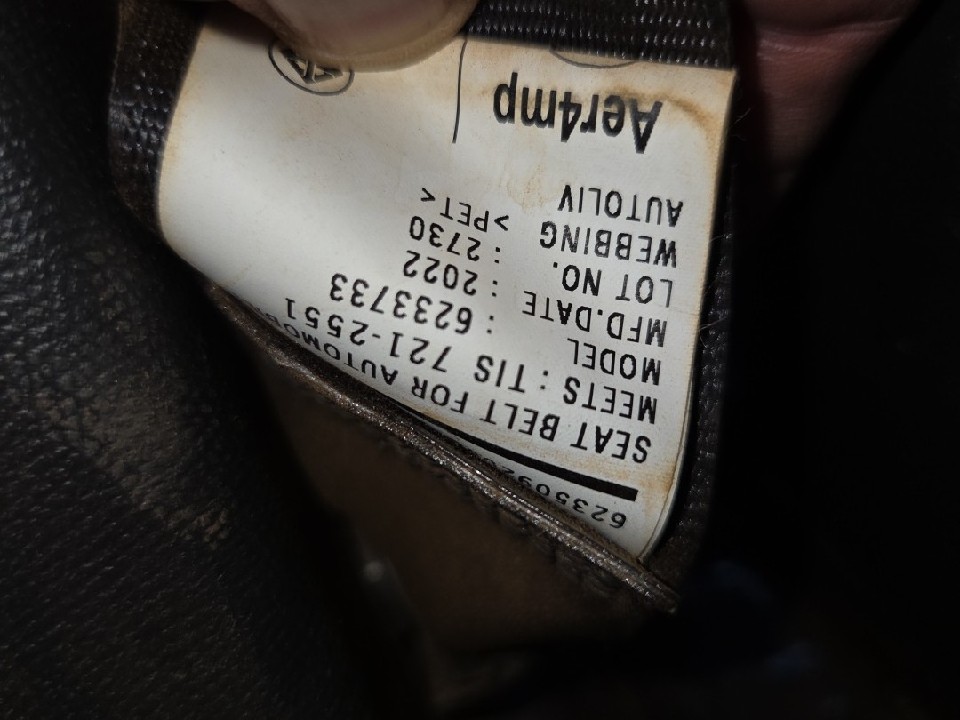 SEAT BELT FOR
MEETS : TIS 721-2551
MODEL : 6233733
MFD.DATE : 2022
LOT NO. : 2730
WEBBING >PET<
AUTOLIV
Aer4mp